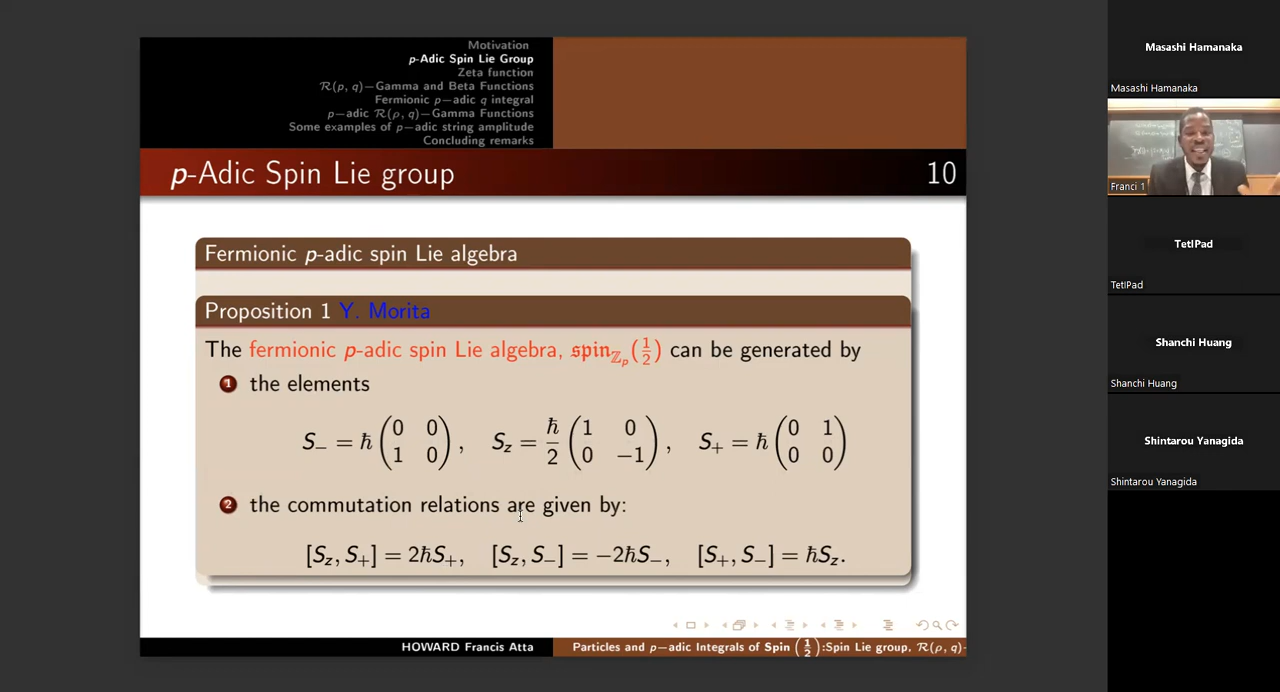 Motivation
p-Adic Spin Lie Group
Zeta function
ℛ(p, q)−Gamma and Beta Functions
Fermionic p−adic q integral
p−adic ℛ(ρ, q)−Gamma Functions
Some examples of p−adic string amplitude
Concluding remarks
p-Adic Spin Lie group
10
Fermionic p-adic spin Lie algebra
Proposition 1 Y. Morita
The fermionic p-adic spin Lie algebra, 𝔰𝔭𝔦𝔫_{ℤ_p}(1/2) can be generated by
1 the elements
S₋ = ℏ (0 0; 1 0), S_z = ℏ/2 (1 0; 0 −1), S₊ = ℏ (0 1; 0 0)
2 the commutation relations are given by:
[S_z, S₊] = 2ℏS₊, [S_z, S₋] = −2ℏS₋, [S₊, S₋] = ℏS_z.
HOWARD Francis Atta
Particles and p−adic Integrals of Spin (1/2):Spin Lie group, ℛ(ρ, q)-
Masashi Hamanaka
Masashi Hamanaka
Franci 1
TetIPad
TetIPad
Shanchi Huang
Shanchi Huang
Shintarou Yanagida
Shintarou Yanagida